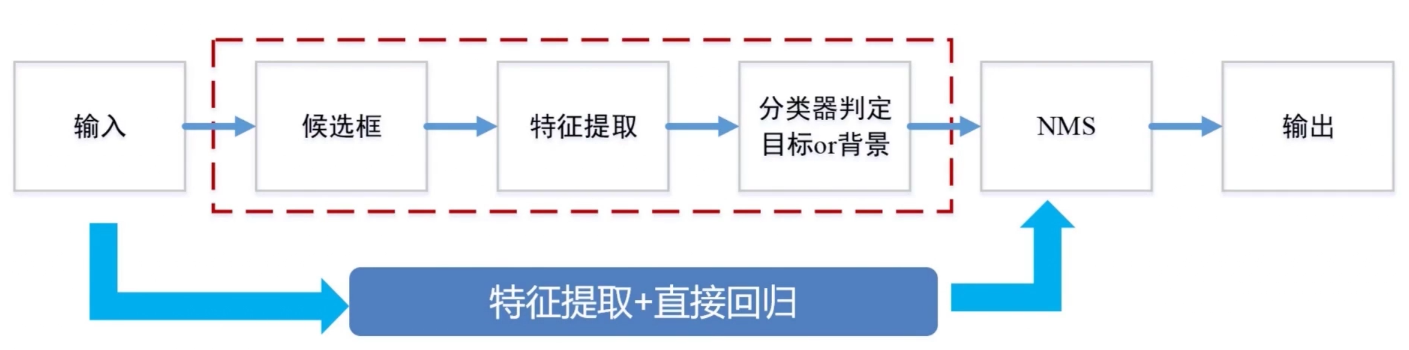 输入
候选框
特征提取
分类器判定
目标or背景
NMS
输出
特征提取+直接回归